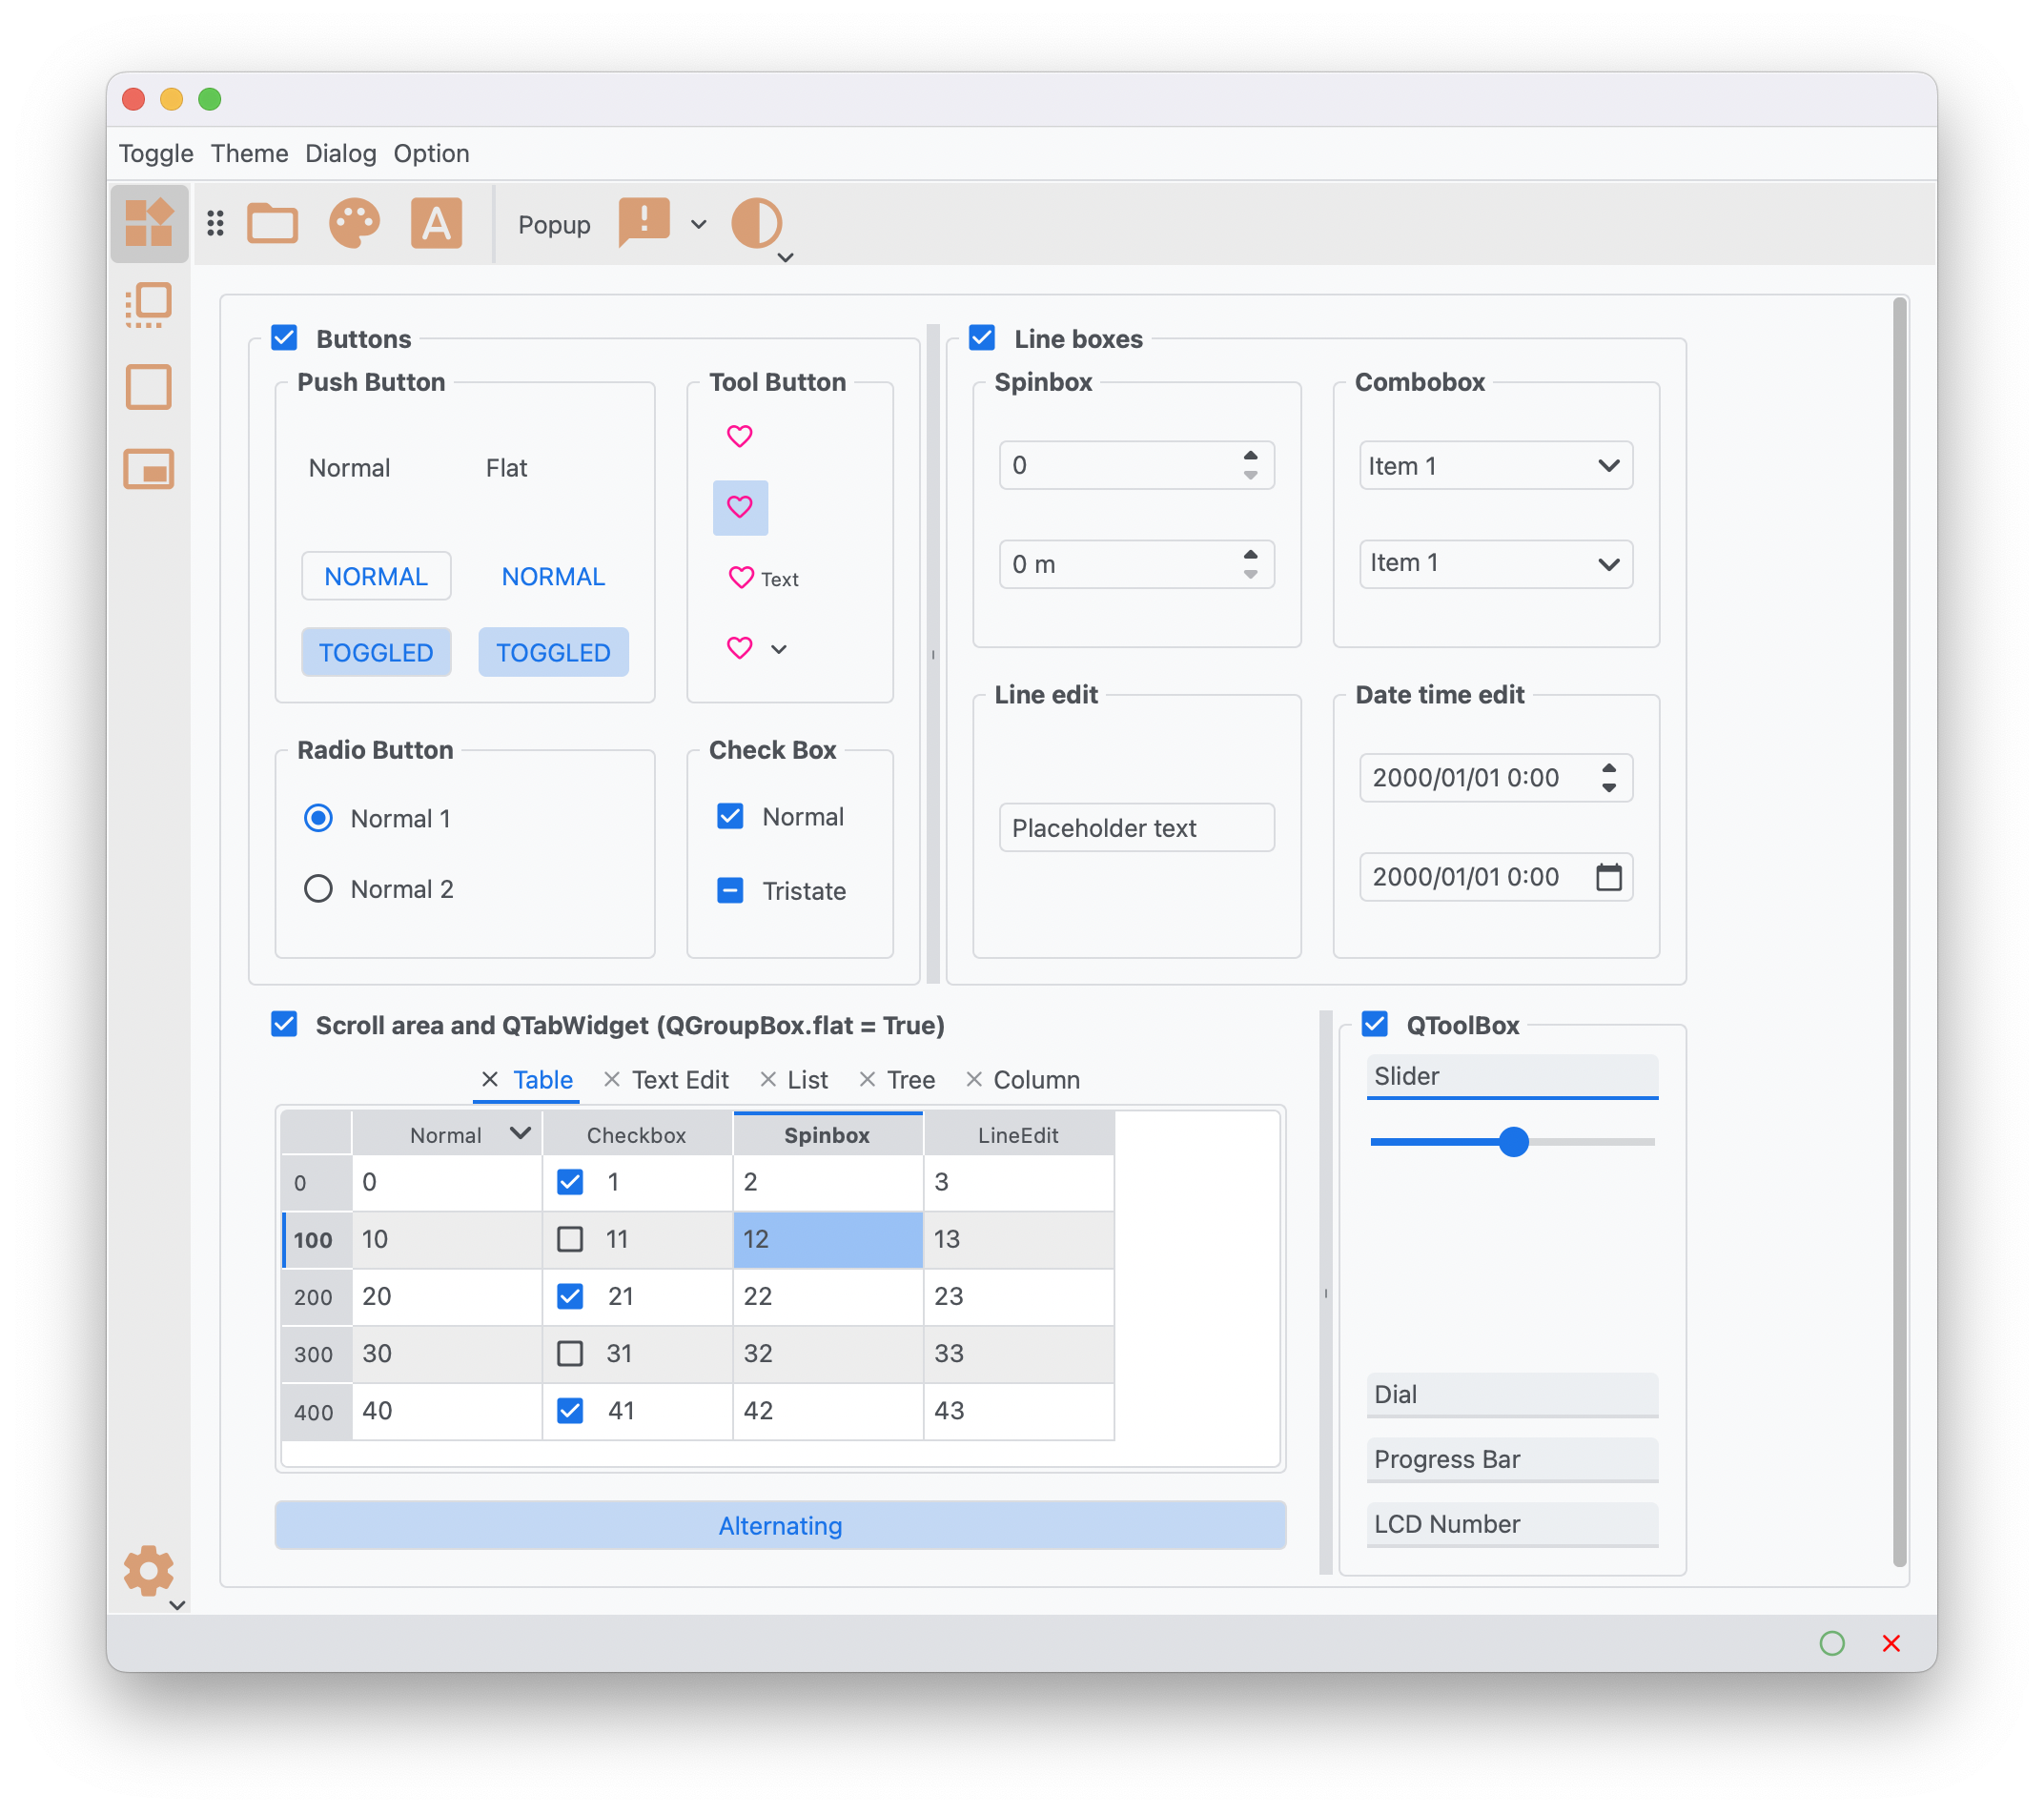 Toggle Theme Dialog Option
Popup
Buttons
Push Button
Normal Flat
NORMAL NORMAL
TOGGLED TOGGLED
Tool Button
Text
Radio Button
Normal 1
Normal 2
Check Box
Normal
Tristate
Line boxes
Spinbox
0
0 m
Combobox
Item 1
Item 1
Line edit
Placeholder text
Date time edit
2000/01/01 0:00
2000/01/01 0:00
Scroll area and QTabWidget (QGroupBox.flat = True)
Table Text Edit List Tree Column
Normal Checkbox Spinbox LineEdit
0 0 1 2 3
100 10 11 12 13
200 20 21 22 23
300 30 31 32 33
400 40 41 42 43
Alternating
QToolBox
Slider
Dial
Progress Bar
LCD Number